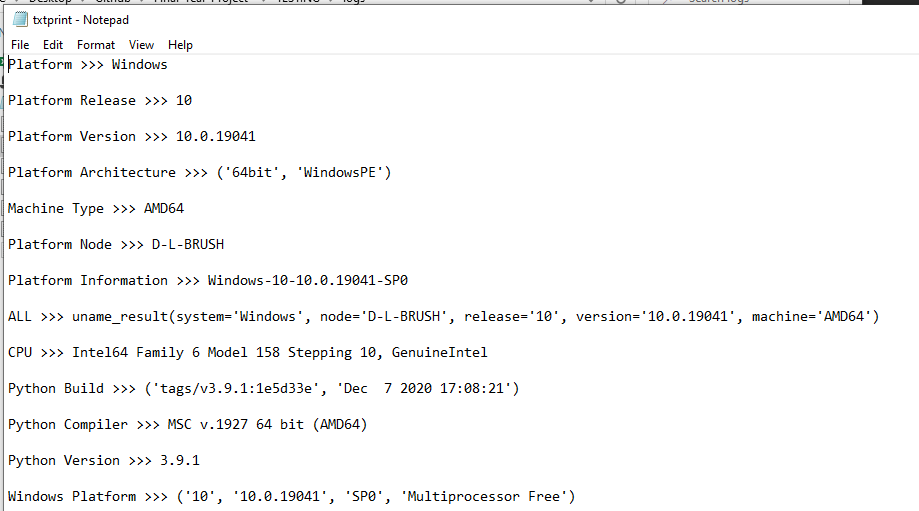 Desktop > Github > Final Year Project > TESTING > logs
Search logs
txtprint - Notepad
File Edit Format View Help
Platform >>> Windows
Platform Release >>> 10
Platform Version >>> 10.0.19041
Platform Architecture >>> ('64bit', 'WindowsPE')
Machine Type >>> AMD64
Platform Node >>> D-L-BRUSH
Platform Information >>> Windows-10-10.0.19041-SP0
ALL >>> uname_result(system='Windows', node='D-L-BRUSH', release='10', version='10.0.19041', machine='AMD64')
CPU >>> Intel64 Family 6 Model 158 Stepping 10, GenuineIntel
Python Build >>> ('tags/v3.9.1:1e5d33e', 'Dec  7 2020 17:08:21')
Python Compiler >>> MSC v.1927 64 bit (AMD64)
Python Version >>> 3.9.1
Windows Platform >>> ('10', '10.0.19041', 'SP0', 'Multiprocessor Free')